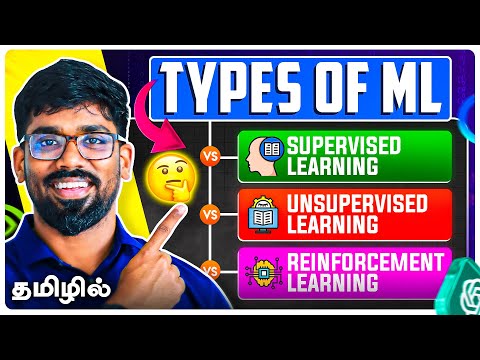 TYPES OF ML
VS
SUPERVISED
LEARNING
VS
UNSUPERVISED
LEARNING
VS
REINFORCEMENT
LEARNING
தமிழில்